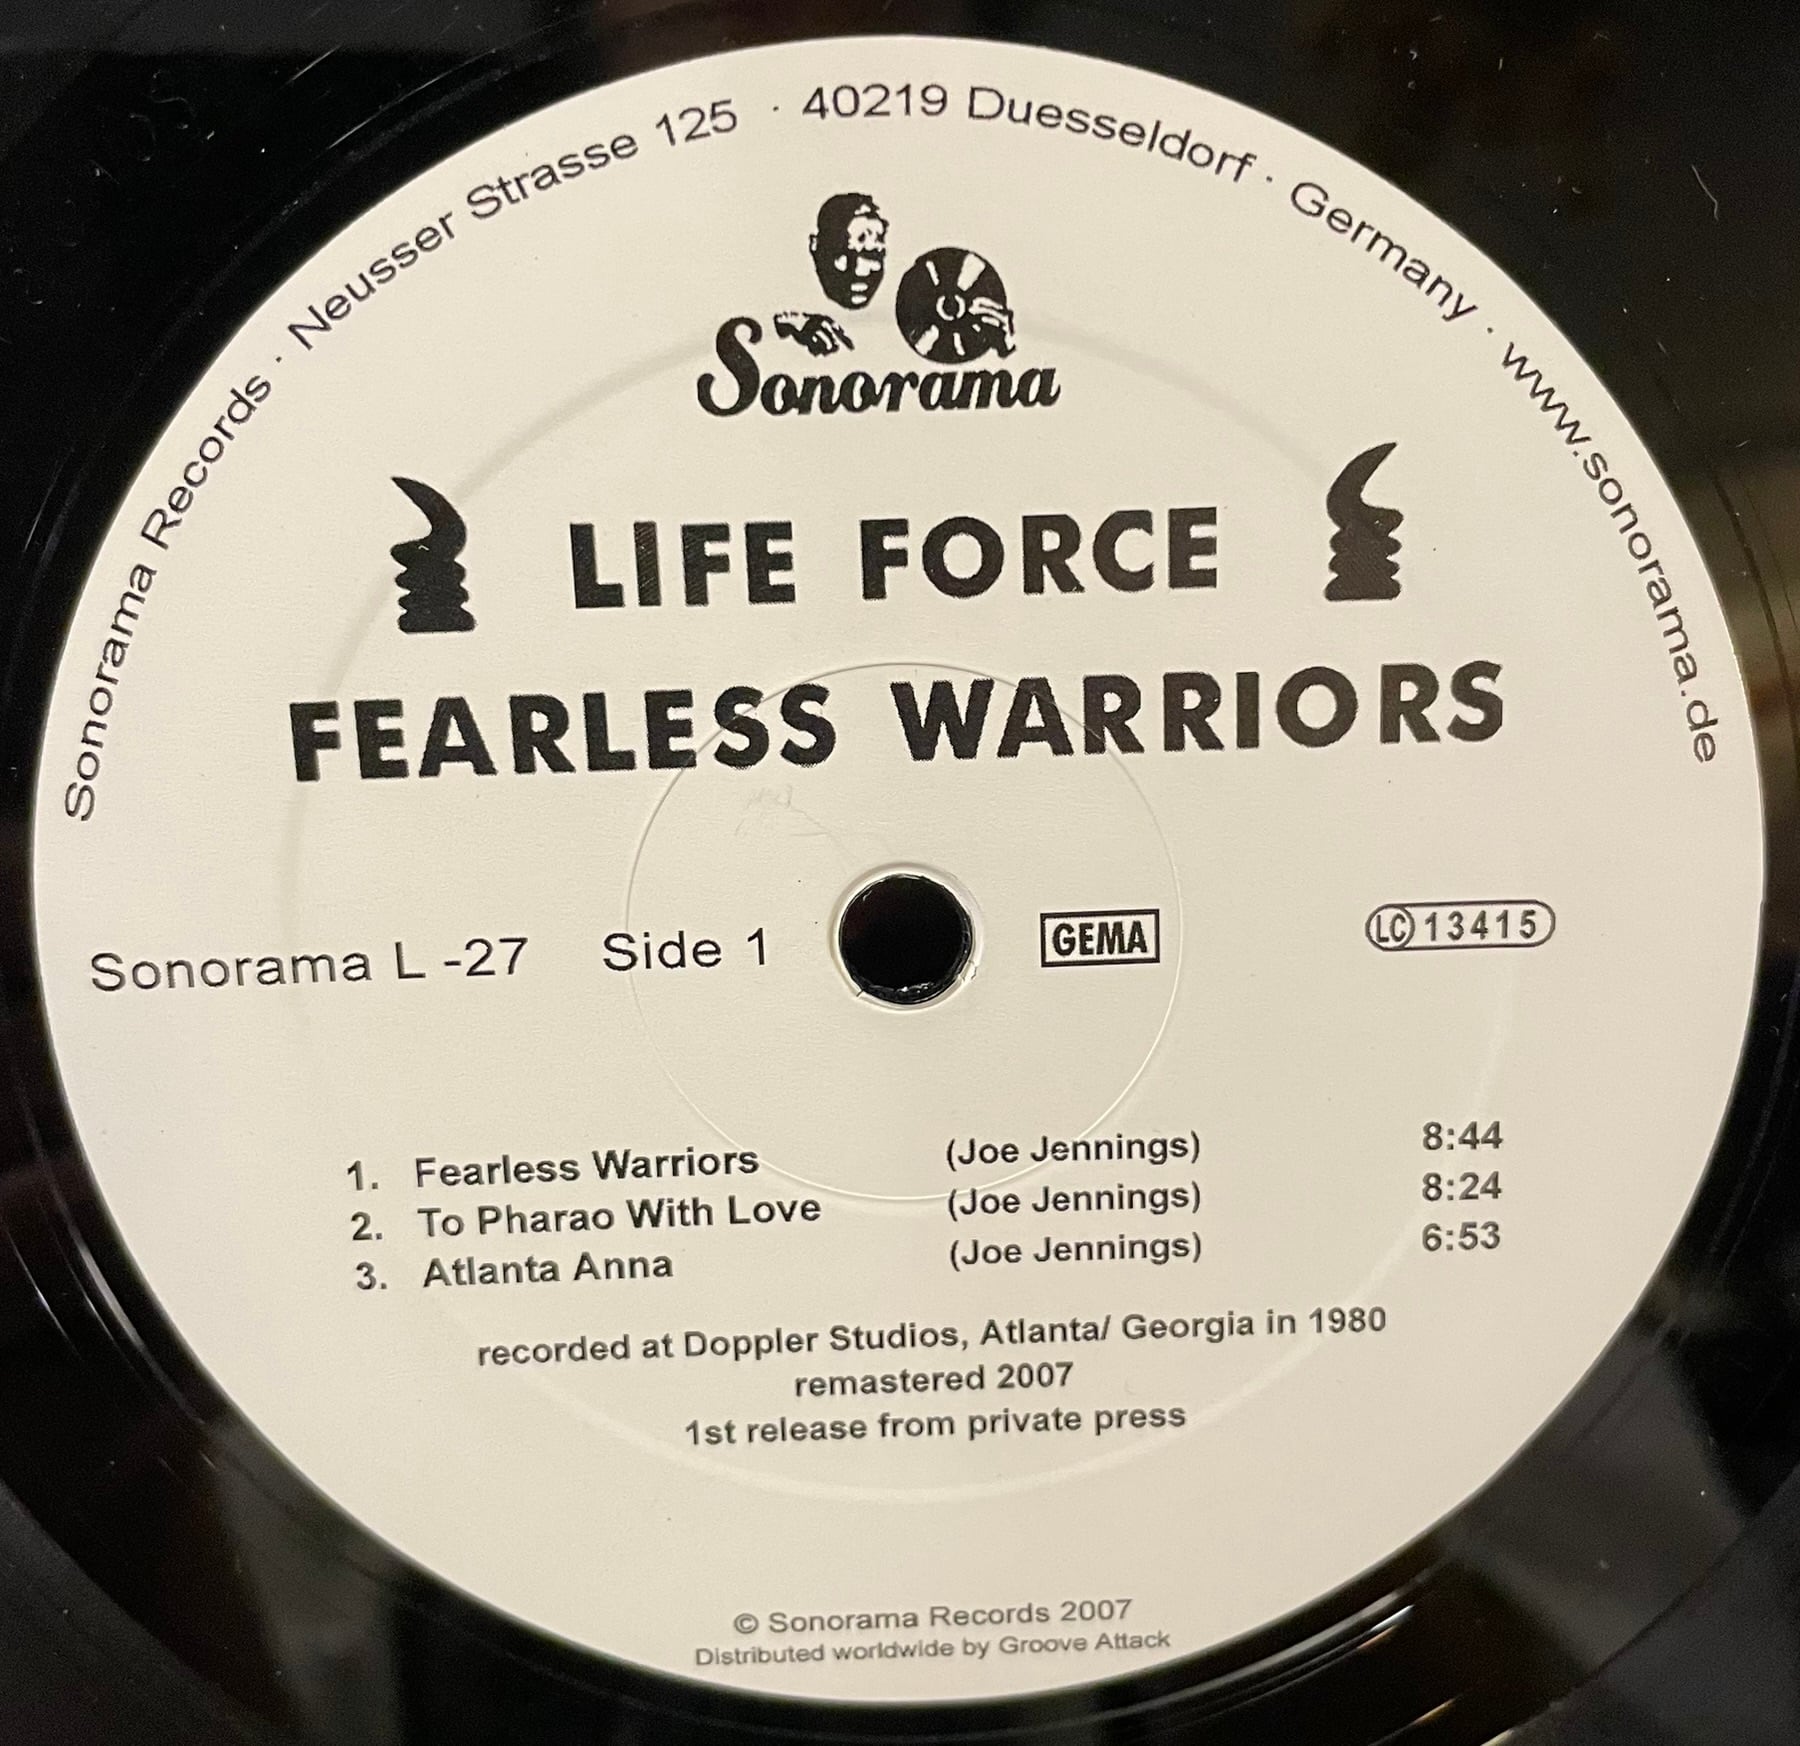 Sonorama Records · Neusser Strasse 125 · 40219 Duesseldorf · Germany · www.sonorama.de
Sonorama
LIFE FORCE
FEARLESS WARRIORS
Sonorama L -27 Side 1 GEMA LC 13415
1. Fearless Warriors (Joe Jennings) 8:44
2. To Pharao With Love (Joe Jennings) 8:24
3. Atlanta Anna (Joe Jennings) 6:53
recorded at Doppler Studios, Atlanta/ Georgia in 1980
remastered 2007
1st release from private press
© Sonorama Records 2007
Distributed worldwide by Groove Attack